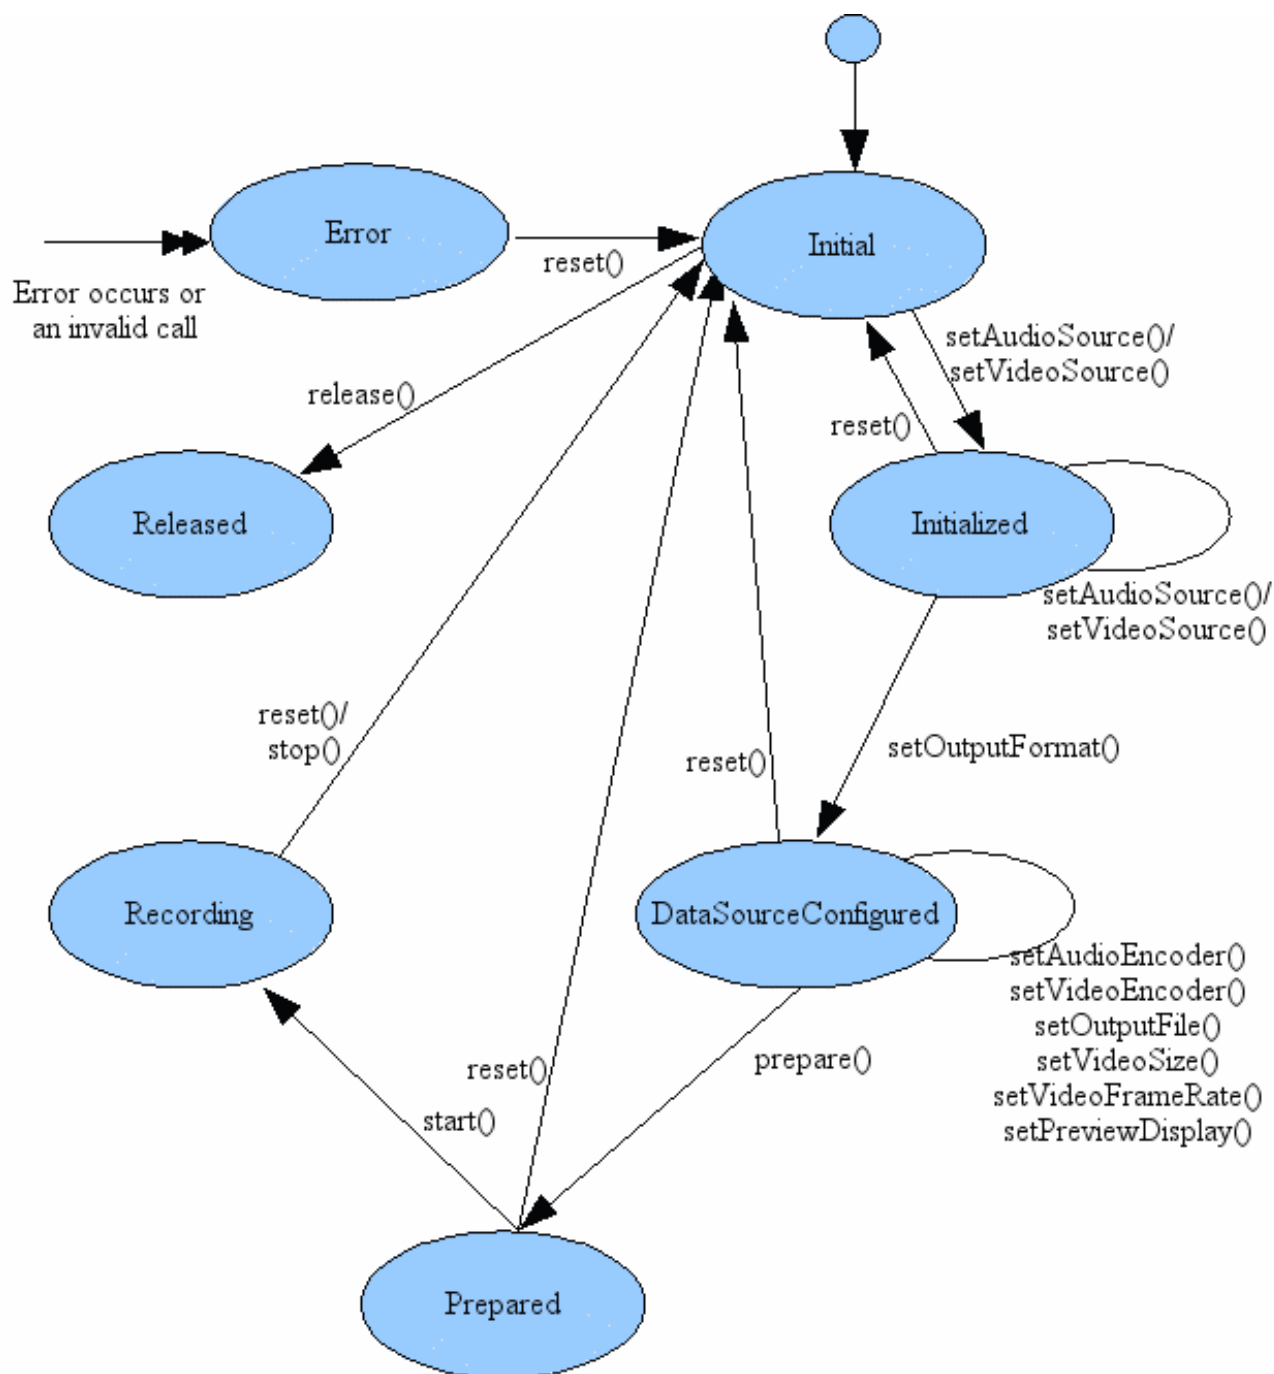 Error
Initial
reset()
Error occurs or
an invalid call
setAudioSource()/
setVideoSource()
release()
reset()
Released
Initialized
setAudioSource()/
setVideoSource()
reset()/
stop()
setOutputFormat()
reset()
Recording
DataSourceConfigured
setAudioEncoder()
setVideoEncoder()
setOutputFile()
setVideoSize()
setVideoFrameRate()
setPreviewDisplay()
prepare()
reset()
start()
Prepared